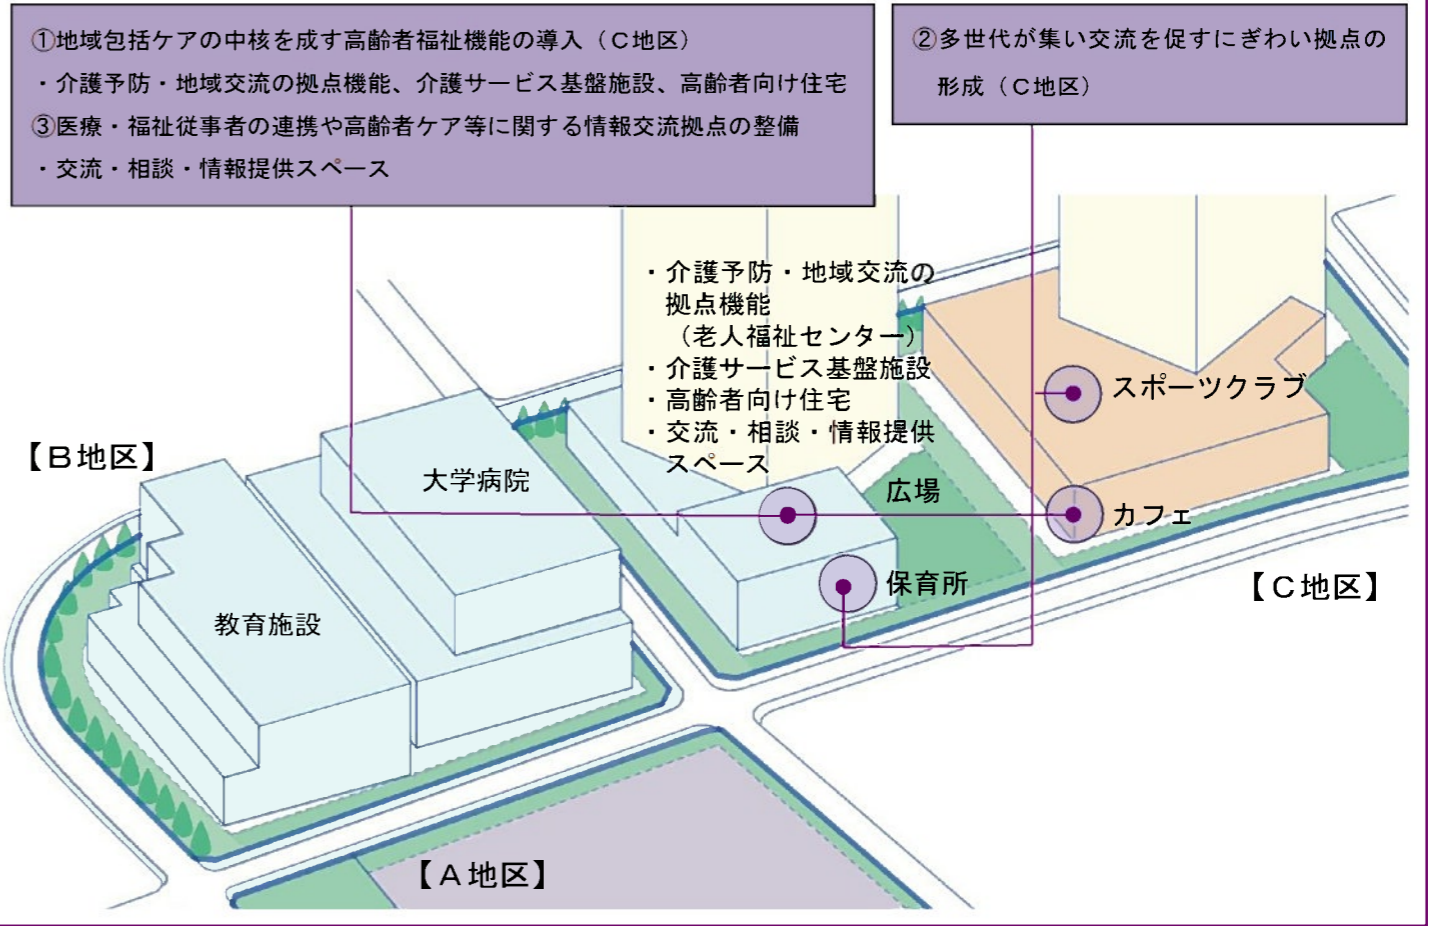 ①地域包括ケアの中核を成す高齢者福祉機能の導入（Ｃ地区）
・介護予防・地域交流の拠点機能、介護サービス基盤施設、高齢者向け住宅
③医療・福祉従事者の連携や高齢者ケア等に関する情報交流拠点の整備
・交流・相談・情報提供スペース
②多世代が集い交流を促すにぎわい拠点の
形成（Ｃ地区）
・介護予防・地域交流の
拠点機能
（老人福祉センター）
・介護サービス基盤施設
・高齢者向け住宅
・交流・相談・情報提供
スペース
スポーツクラブ
【Ｂ地区】
大学病院
広場
カフェ
保育所
【Ｃ地区】
教育施設
【Ａ地区】